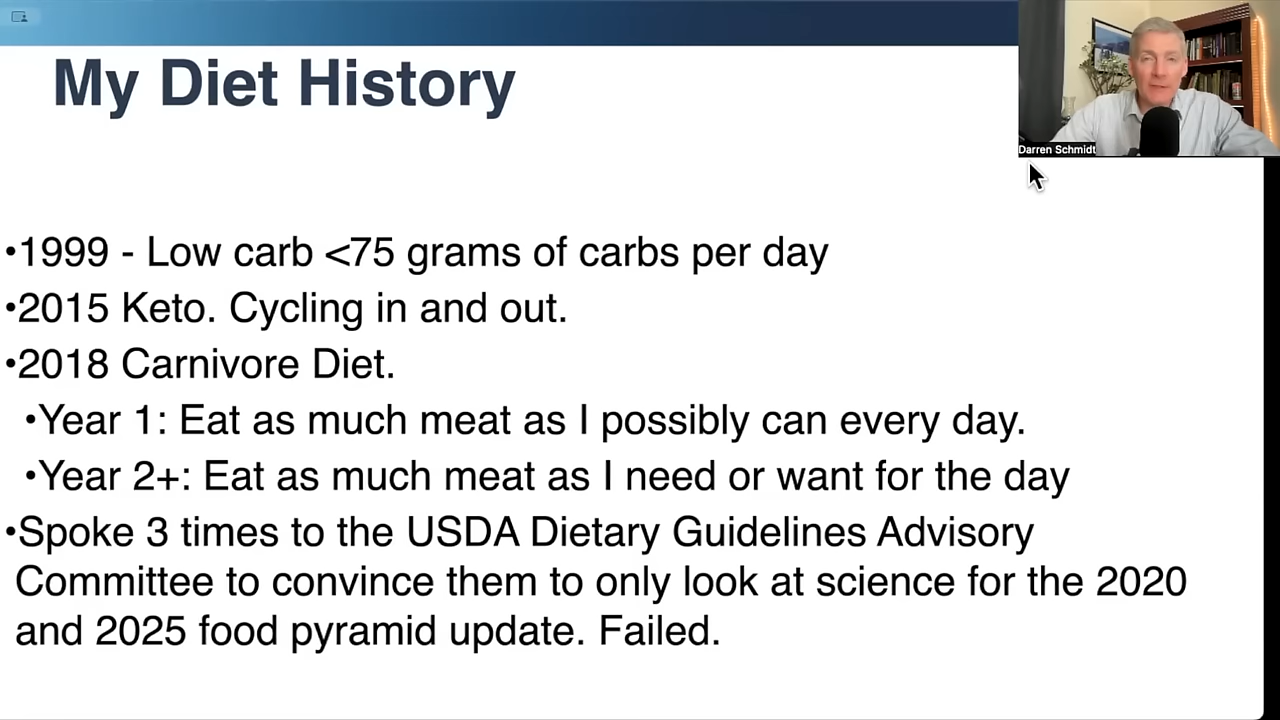 My Diet History
Darren Schmidt
•1999 - Low carb <75 grams of carbs per day
•2015 Keto. Cycling in and out.
•2018 Carnivore Diet.
•Year 1: Eat as much meat as I possibly can every day.
•Year 2+: Eat as much meat as I need or want for the day
•Spoke 3 times to the USDA Dietary Guidelines Advisory
Committee to convince them to only look at science for the 2020
and 2025 food pyramid update. Failed.